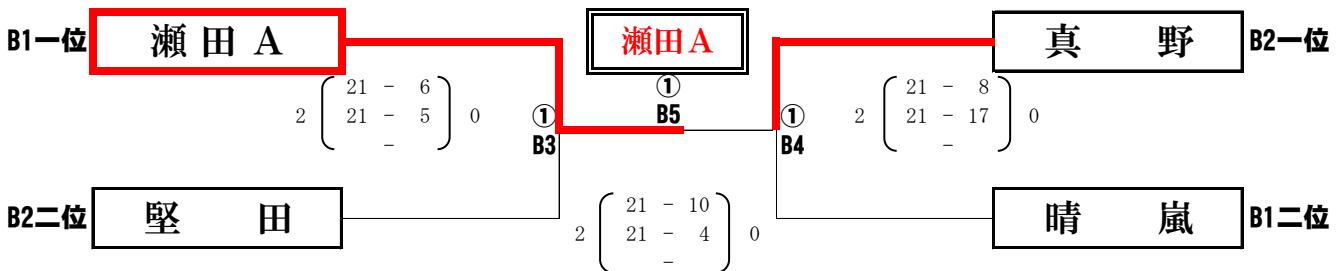 B1一位 瀬田A 瀬田A 真 野 B2一位
21 - 6 ① 21 - 8
2 21 - 5 0 ① B5 ① 2 21 - 17 0
- B3 B4 -
B2二位 堅 田 21 - 10 晴 嵐 B1二位
2 21 - 4 0
-